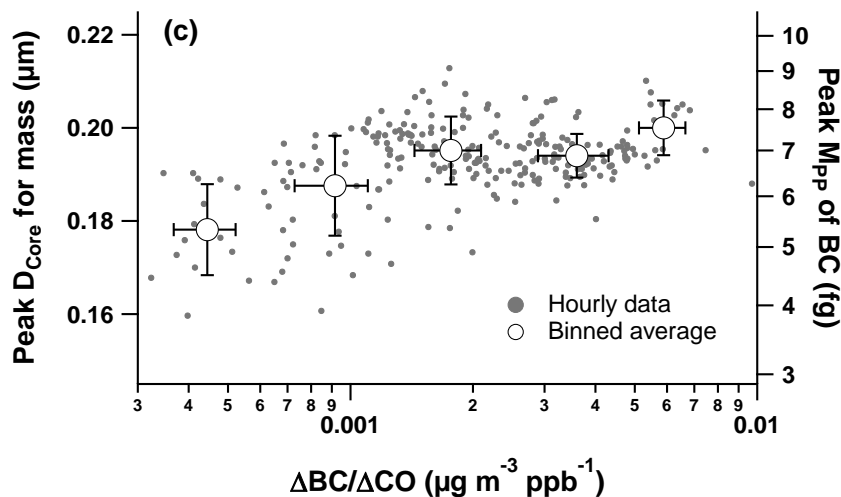 (c)
Peak D_Core for mass (µm)
0.22
0.20
0.18
0.16
10
9
8
7
6
5
4
3
Peak M_PP of BC (fg)
Hourly data
Binned average
3 4 5 6 7 8 9 2 3 4 5 6 7 8 9
0.001 0.01
ΔBC/ΔCO (µg m⁻³ ppb⁻¹)